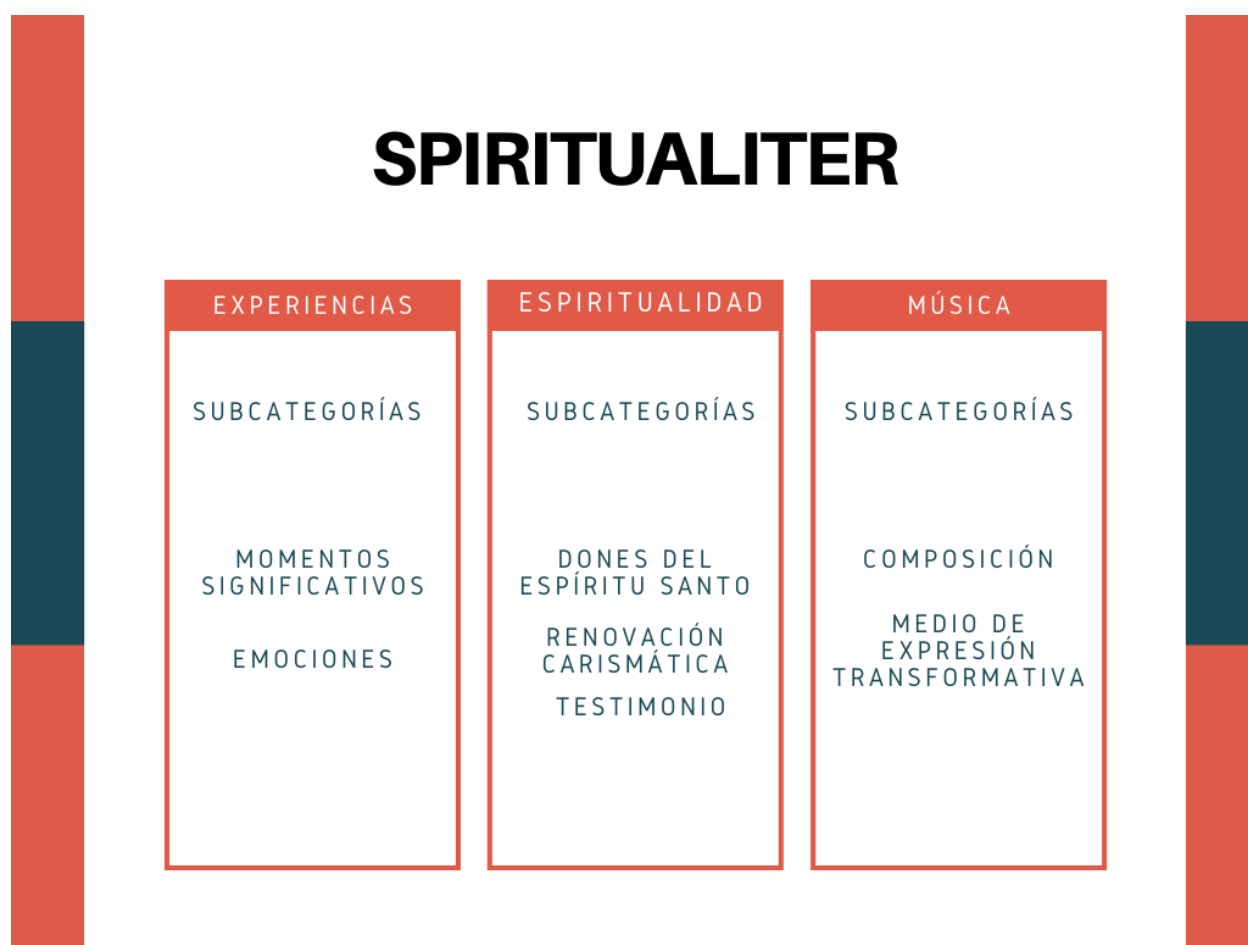 SPIRITUALITER
EXPERIENCIAS
SUBCATEGORÍAS
MOMENTOS
SIGNIFICATIVOS
EMOCIONES
ESPIRITUALIDAD
SUBCATEGORÍAS
DONES DEL
ESPÍRITU SANTO
RENOVACIÓN
CARISMÁTICA
TESTIMONIO
MÚSICA
SUBCATEGORÍAS
COMPOSICIÓN
MEDIO DE
EXPRESIÓN
TRANSFORMATIVA